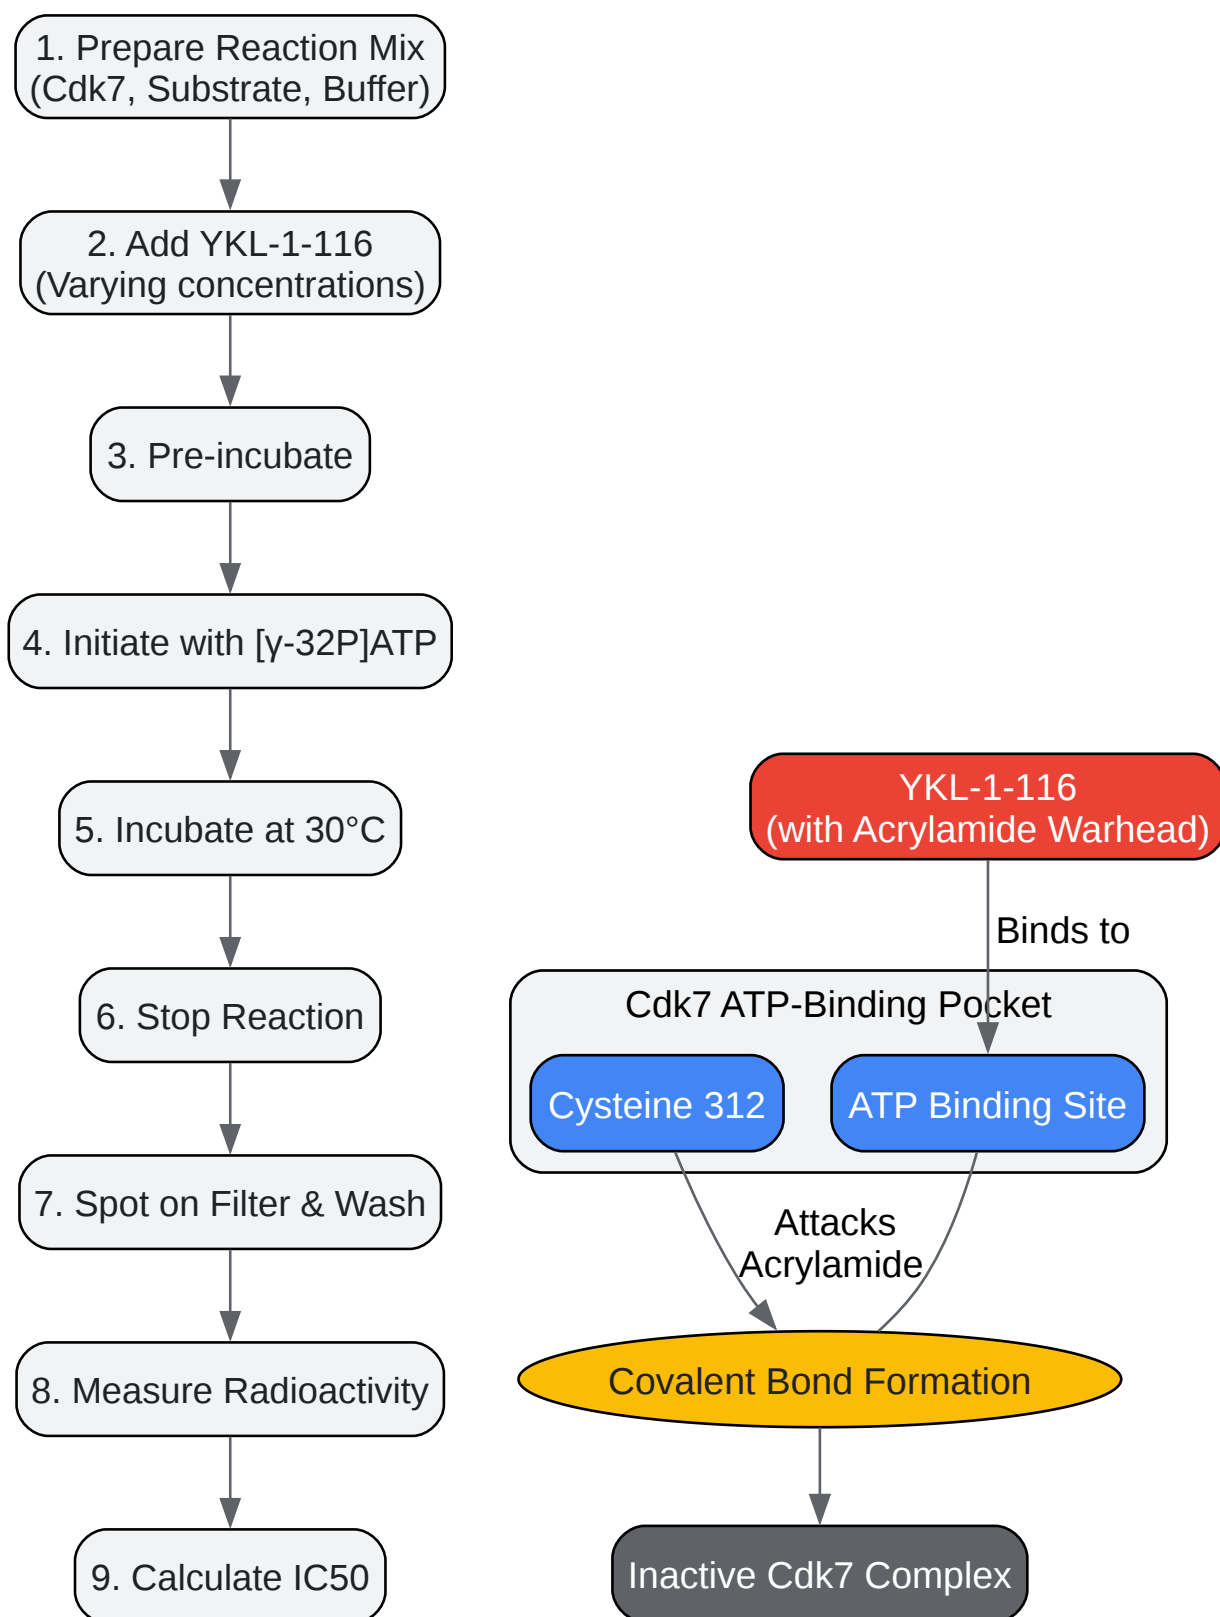 1. Prepare Reaction Mix
(Cdk7, Substrate, Buffer)
2. Add YKL-1-116
(Varying concentrations)
3. Pre-incubate
4. Initiate with [γ-32P]ATP
5. Incubate at 30°C
6. Stop Reaction
7. Spot on Filter & Wash
8. Measure Radioactivity
9. Calculate IC50
YKL-1-116
(with Acrylamide Warhead)
Binds to
Cdk7 ATP-Binding Pocket
Cysteine 312
ATP Binding Site
Attacks
Acrylamide
Covalent Bond Formation
Inactive Cdk7 Complex